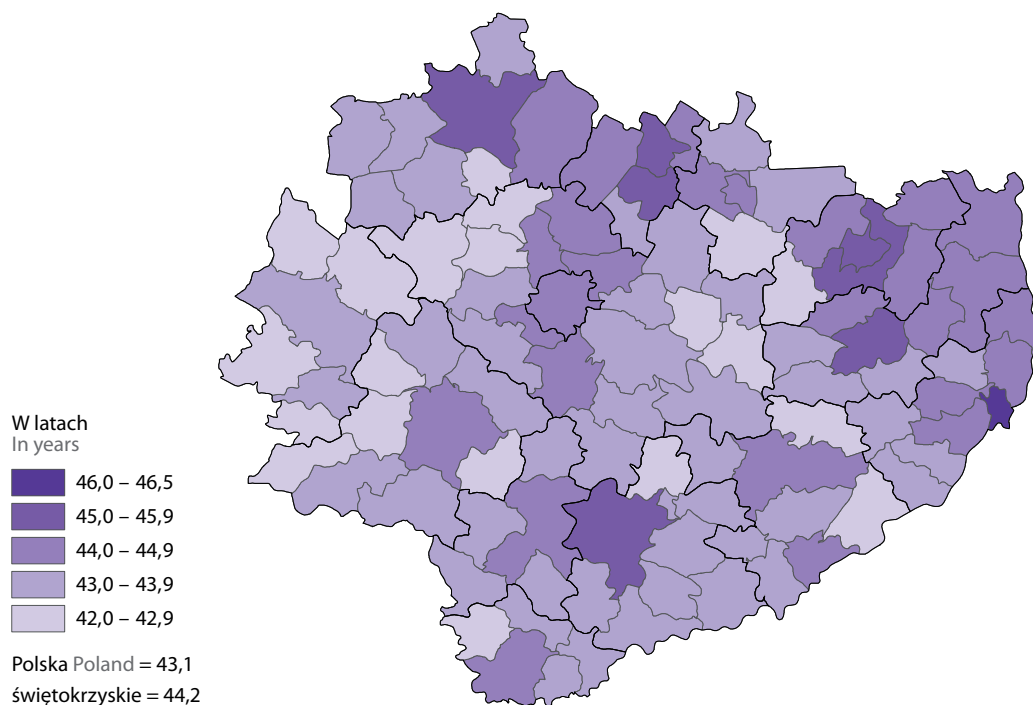 W latach
In years
46,0 – 46,5
45,0 – 45,9
44,0 – 44,9
43,0 – 43,9
42,0 – 42,9
Polska Poland = 43,1
świętokrzyskie = 44,2